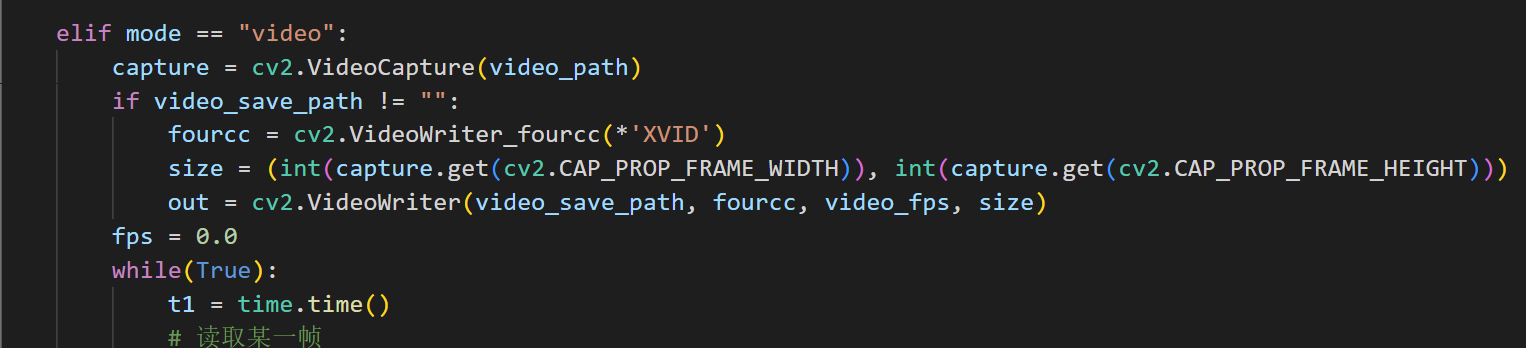 elif mode == "video":
capture = cv2.VideoCapture(video_path)
if video_save_path != "":
fourcc = cv2.VideoWriter_fourcc(*'XVID')
size = (int(capture.get(cv2.CAP_PROP_FRAME_WIDTH)), int(capture.get(cv2.CAP_PROP_FRAME_HEIGHT)))
out = cv2.VideoWriter(video_save_path, fourcc, video_fps, size)
fps = 0.0
while(True):
t1 = time.time()
# 读取某一帧